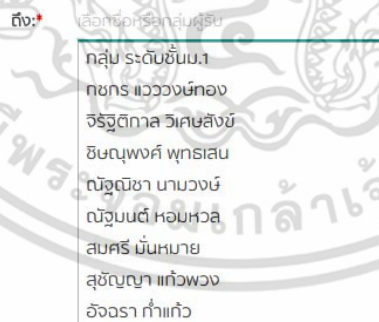 ถึง:* เลือกชื่อหรือกลุ่มผู้รับ
กลุ่ม ระดับชั้นม.1
กชกร แวววงษ์ทอง
จิรัฐิติกาล วิเศษสังข์
ชิษณุพงศ์ พุทธเสน
ณัฐณิชา นามวงษ์
ณัฐมนต์ หอมหวล
สมศรี มั่นหมาย
สุชัญญา แก้วพวง
อัจฉรา ก่ำแก้ว